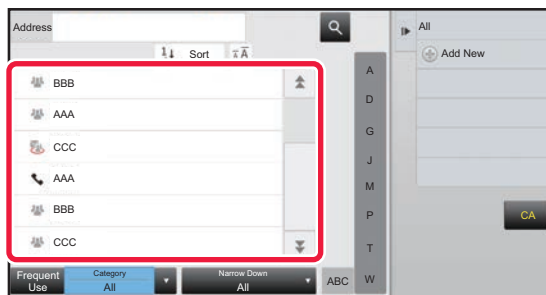 Address
All
Sort
Add New
BBB
AAA
CCC
AAA
BBB
CCC
A
D
G
J
M
P
T
W
CA
Frequent
Use
Category
All
Narrow Down
All
ABC